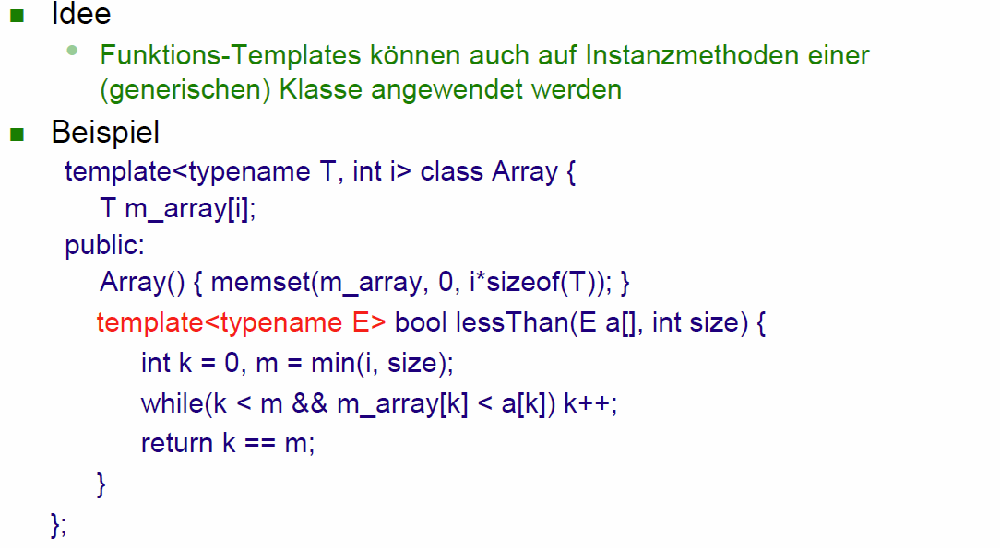 Idee
Funktions-Templates können auch auf Instanzmethoden einer
(generischen) Klasse angewendet werden
Beispiel
template<typename T, int i> class Array {
T m_array[i];
public:
Array() { memset(m_array, 0, i*sizeof(T)); }
template<typename E> bool lessThan(E a[], int size) {
int k = 0, m = min(i, size);
while(k < m && m_array[k] < a[k]) k++;
return k == m;
}
};